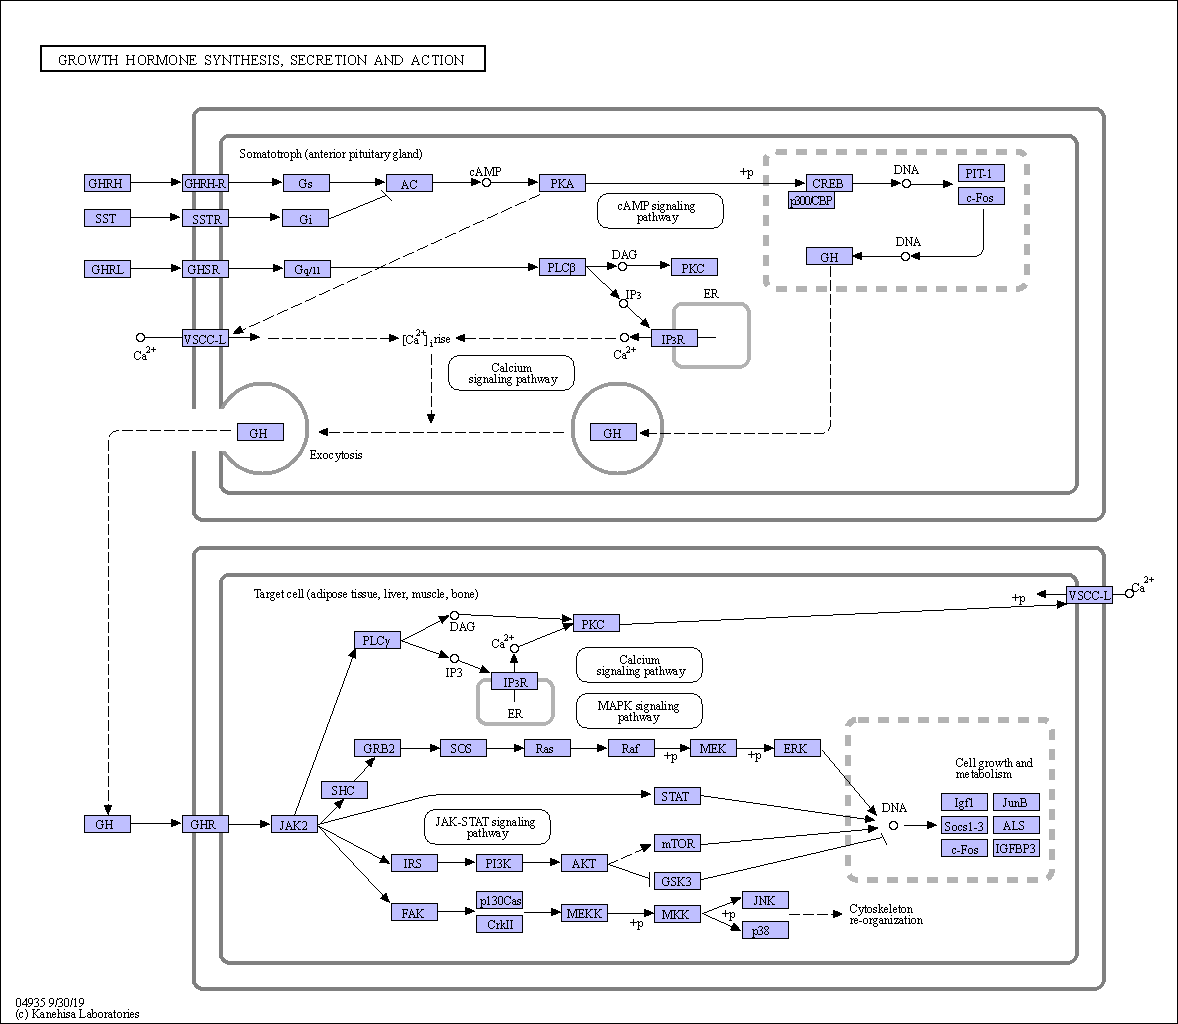 GROWTH HORMONE SYNTHESIS, SECRETION AND ACTION
Somatotroph (anterior pituitary gland)
GHRH
GHRH-R
Gs
AC
cAMP
PKA
+p
CREB
p300/CBP
DNA
PIT-1
c-Fos
SST
SSTR
Gi
cAMP signaling
pathway
GHRL
GHSR
Gq/11
PLCβ
DAG
PKC
IP3
GH
DNA
ER
Ca2+
VSCC-L
[Ca2+]i rise
Ca2+
IP3R
Calcium
signaling pathway
GH
GH
Exocytosis
Target cell (adipose tissue, liver, muscle, bone)
+p
VSCC-L
Ca2+
PLCγ
DAG
PKC
IP3
Ca2+
IP3R
ER
Calcium
signaling pathway
MAPK signaling
pathway
GRB2
SOS
Ras
Raf
+p
MEK
+p
ERK
Cell growth and
metabolism
SHC
STAT
DNA
Igf1
JunB
GH
GHR
JAK2
JAK-STAT signaling
pathway
Socs1-3
ALS
mTOR
c-Fos
IGFBP3
IRS
PI3K
AKT
GSK3
FAK
p130Cas
CrkII
MEKK
+p
MKK
+p
JNK
p38
Cytoskeleton
re-organization
04935 9/30/19
(c) Kanehisa Laboratories